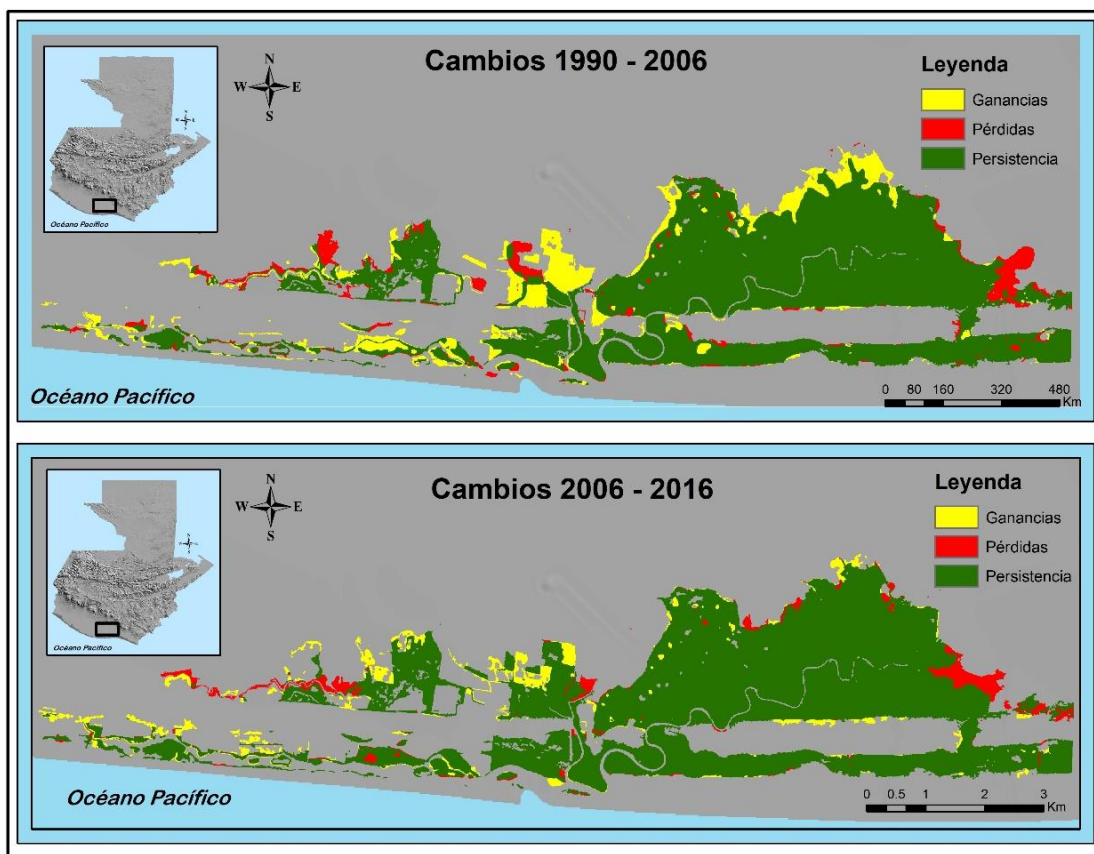 Cambios 1990 - 2006
N
W E
S
Océano Pacífico
Leyenda
Ganancias
Pérdidas
Persistencia
Océano Pacífico
0 80 160 320 480
Km
Cambios 2006 - 2016
N
W E
S
Océano Pacífico
Leyenda
Ganancias
Pérdidas
Persistencia
Océano Pacífico
0 0.5 1 2 3
Km